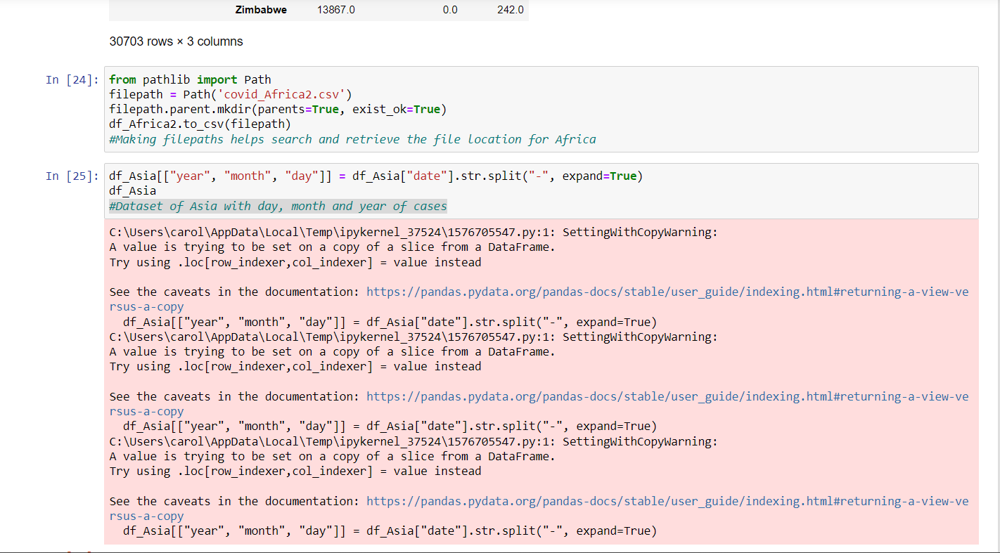 Zimbabwe 13867.0 0.0 242.0
30703 rows × 3 columns
In [24]: from pathlib import Path
filepath = Path('covid_Africa2.csv')
filepath.parent.mkdir(parents=True, exist_ok=True)
df_Africa2.to_csv(filepath)
#Making filepaths helps search and retrieve the file location for Africa
In [25]: df_Asia[["year", "month", "day"]] = df_Asia["date"].str.split("-", expand=True)
df_Asia
#Dataset of Asia with day, month and year of cases
C:\Users\carol\AppData\Local\Temp\ipykernel_37524\1576705547.py:1: SettingWithCopyWarning:
A value is trying to be set on a copy of a slice from a DataFrame.
Try using .loc[row_indexer,col_indexer] = value instead
See the caveats in the documentation: https://pandas.pydata.org/pandas-docs/stable/user_guide/indexing.html#returning-a-view-ve
rsus-a-copy
df_Asia[["year", "month", "day"]] = df_Asia["date"].str.split("-", expand=True)
C:\Users\carol\AppData\Local\Temp\ipykernel_37524\1576705547.py:1: SettingWithCopyWarning:
A value is trying to be set on a copy of a slice from a DataFrame.
Try using .loc[row_indexer,col_indexer] = value instead
See the caveats in the documentation: https://pandas.pydata.org/pandas-docs/stable/user_guide/indexing.html#returning-a-view-ve
rsus-a-copy
df_Asia[["year", "month", "day"]] = df_Asia["date"].str.split("-", expand=True)
C:\Users\carol\AppData\Local\Temp\ipykernel_37524\1576705547.py:1: SettingWithCopyWarning:
A value is trying to be set on a copy of a slice from a DataFrame.
Try using .loc[row_indexer,col_indexer] = value instead
See the caveats in the documentation: https://pandas.pydata.org/pandas-docs/stable/user_guide/indexing.html#returning-a-view-ve
rsus-a-copy
df_Asia[["year", "month", "day"]] = df_Asia["date"].str.split("-", expand=True)